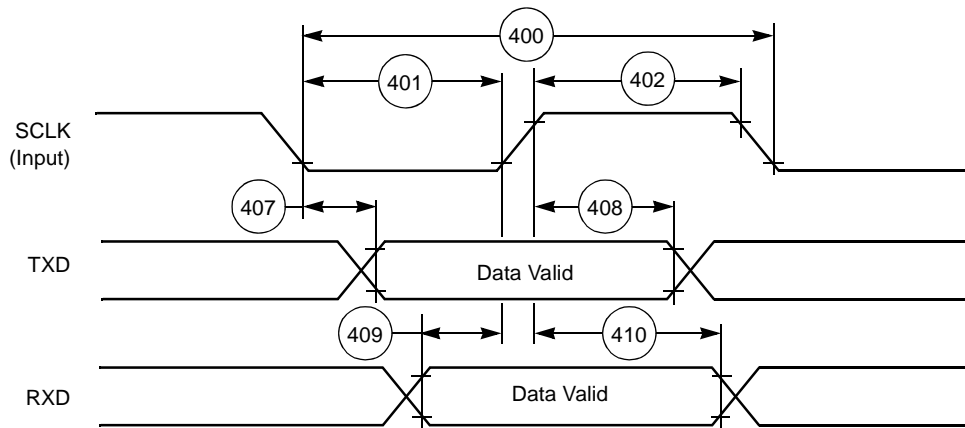 400
401
402
SCLK
(Input)
407
408
TXD
Data Valid
409
410
RXD
Data Valid